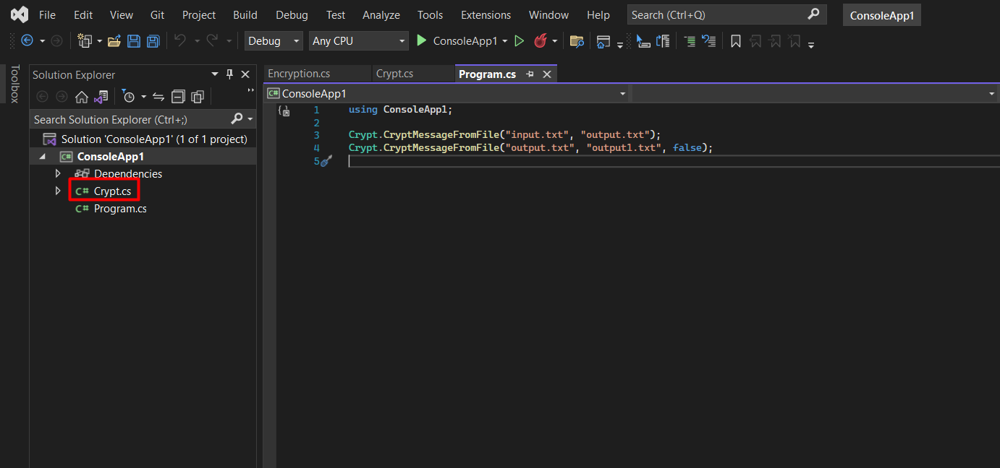 File Edit View Git Project Build Debug Test Analyze Tools Extensions Window Help Search (Ctrl+Q) ConsoleApp1
Debug Any CPU ConsoleApp1
Toolbox
Solution Explorer
Search Solution Explorer (Ctrl+;)
Solution 'ConsoleApp1' (1 of 1 project)
C# ConsoleApp1
Dependencies
C# Crypt.cs
C# Program.cs
Encryption.cs Crypt.cs Program.cs
C# ConsoleApp1
1 using ConsoleApp1;
2
3 Crypt.CryptMessageFromFile("input.txt", "output.txt");
4 Crypt.CryptMessageFromFile("output.txt", "output1.txt", false);
5